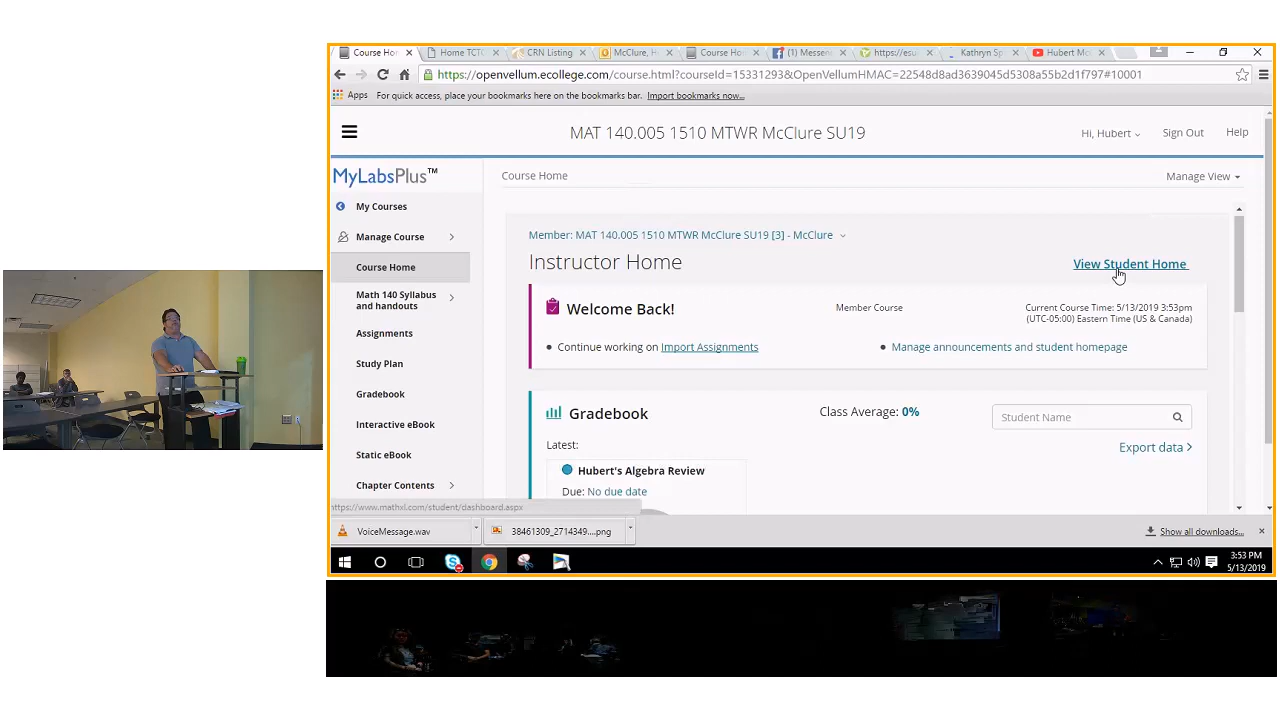 Course Ho
Home TCTC
CRN Listing
McClure, H
Course Ho
(1) Messen
https://esu
Kathryn Sp
Hubert Mc
https://openvellum.ecollege.com/course.html?courseId=15331293&OpenVellumHMAC=22548d8ad3639045d5308a55b2d1f797#10001
Apps For quick access, place your bookmarks here on the bookmarks bar. Import bookmarks now...
MAT 140.005 1510 MTWR McClure SU19
Hi, Hubert
Sign Out
Help
MyLabsPlus™
Course Home
Manage View
My Courses
Manage Course
Course Home
Math 140 Syllabus
and handouts
Assignments
Study Plan
Gradebook
Interactive eBook
Static eBook
Chapter Contents
Member: MAT 140.005 1510 MTWR McClure SU19 [3] - McClure
Instructor Home
View Student Home
Welcome Back!
Member Course
Current Course Time: 5/13/2019 3:53pm
(UTC-05:00) Eastern Time (US & Canada)
Continue working on Import Assignments
Manage announcements and student homepage
Gradebook
Class Average: 0%
Student Name
Export data
Latest:
Hubert's Algebra Review
Due: No due date
https://www.mathxl.com/student/dashboard.aspx
VoiceMessage.wav
38461309_2714349....png
Show all downloads...
3:53 PM
5/13/2019